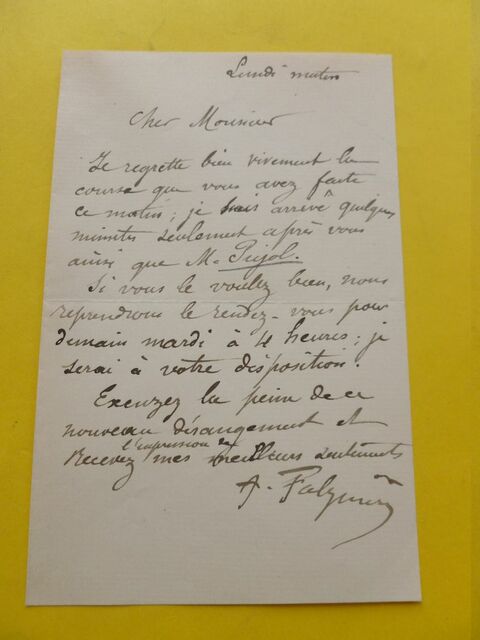 Lundi matin
Cher Monsieur
Je regrette bien vivement la
course que vous avez faite
ce matin; je suis arrivé quelques
minutes seulement après vous
ainsi que M. Pujol.
Si vous le voulez bien, nous
reprendrons le rendez-vous pour
demain mardi à 4 heures; je
serai à votre disposition.
Excuzez la peine de ce
nouveau dérangement et
l'expression de
Recevez mes meilleurs sentiments
A. Falguière